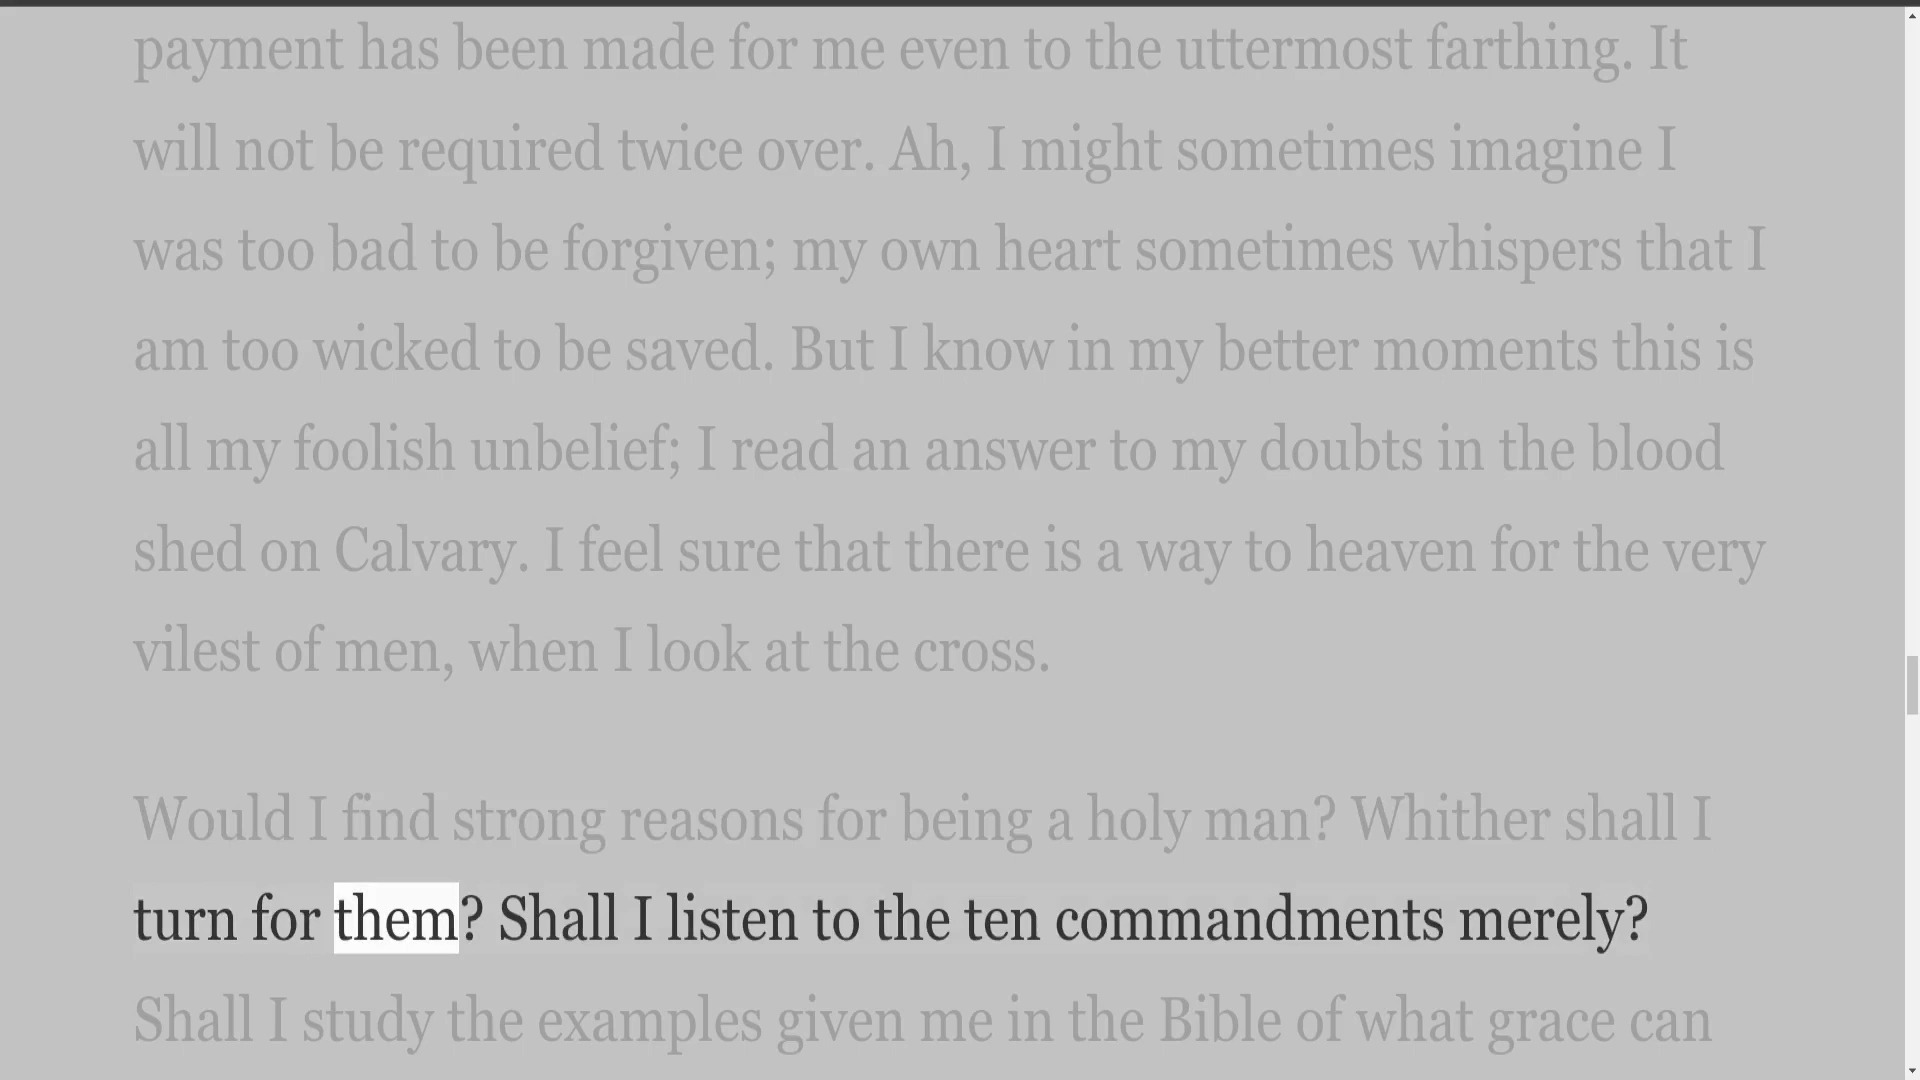 payment has been made for me even to the uttermost farthing. It
will not be required twice over. Ah, I might sometimes imagine I
was too bad to be forgiven; my own heart sometimes whispers that I
am too wicked to be saved. But I know in my better moments this is
all my foolish unbelief; I read an answer to my doubts in the blood
shed on Calvary. I feel sure that there is a way to heaven for the very
vilest of men, when I look at the cross.
Would I find strong reasons for being a holy man? Whither shall I
turn for them? Shall I listen to the ten commandments merely?
Shall I study the examples given me in the Bible of what grace can